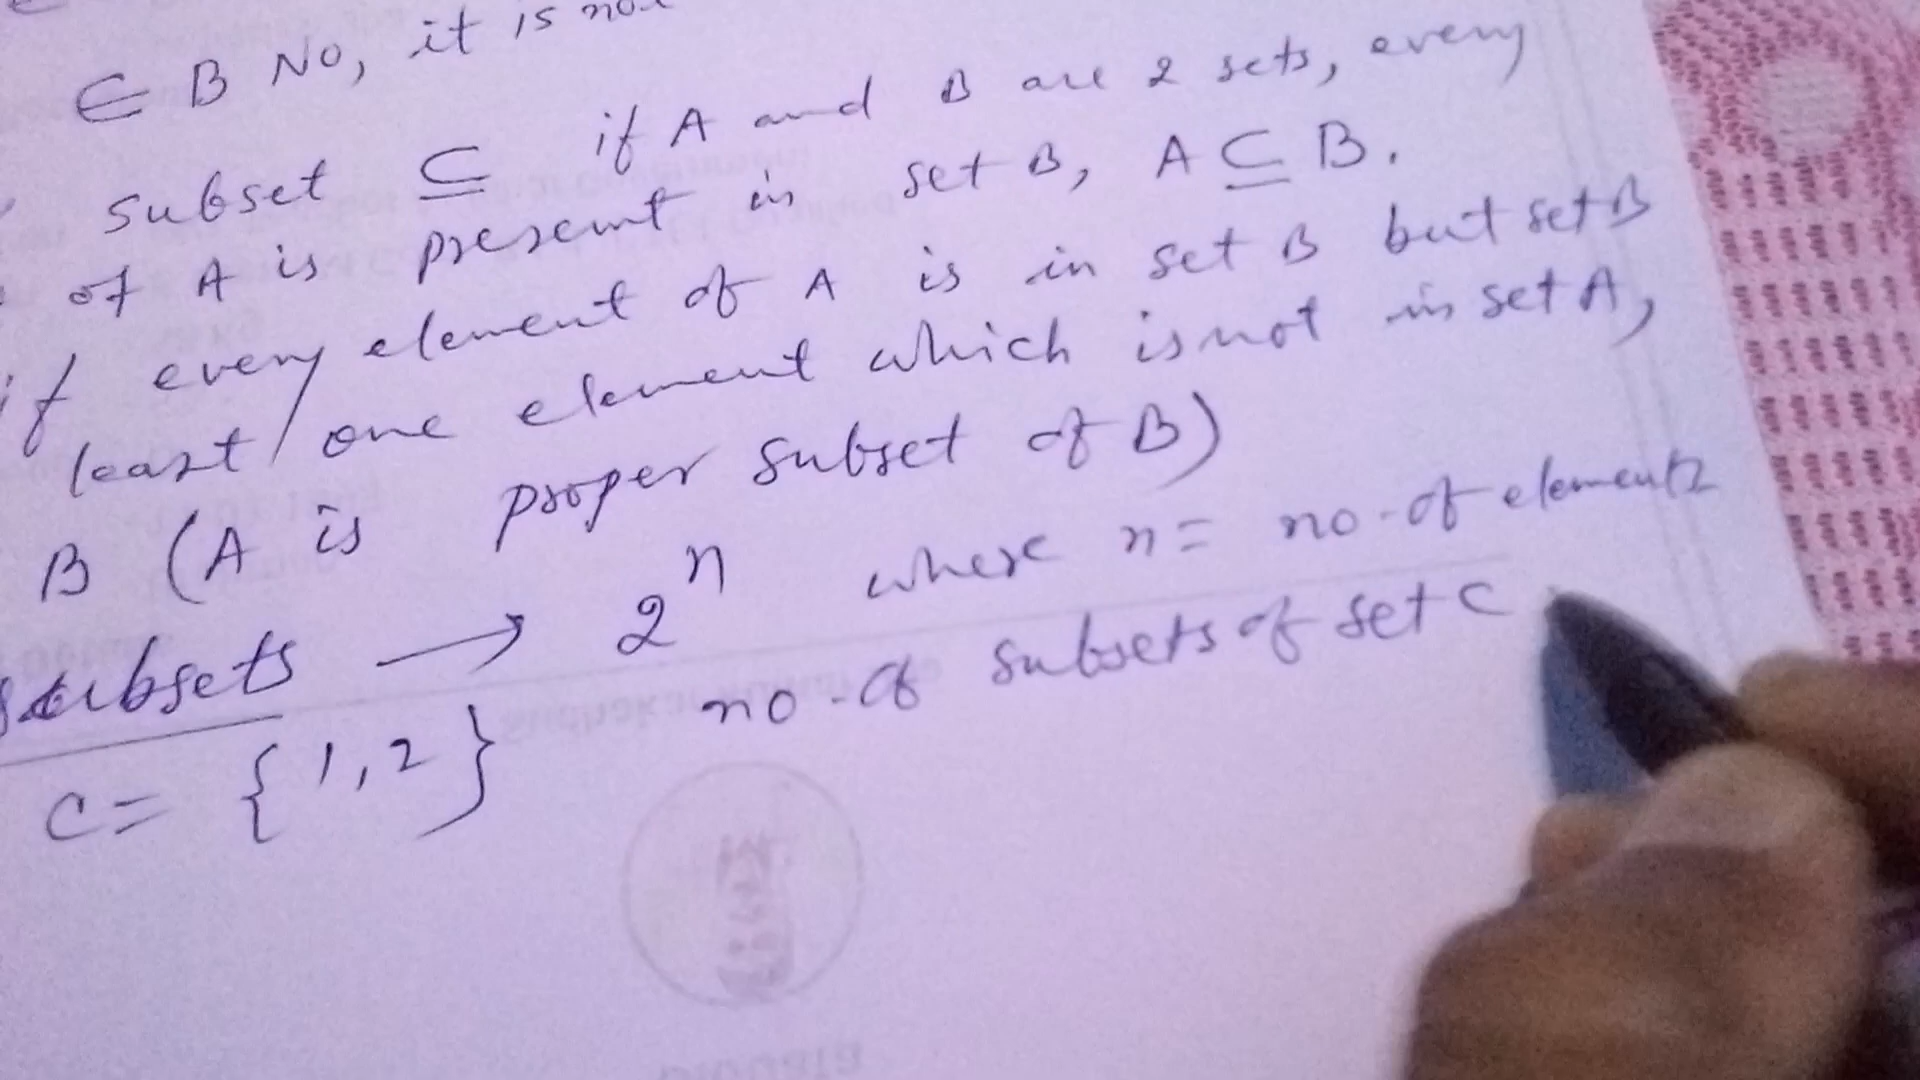 ∈ B No, it is
subset ⊆ if A and B are 2 sets, every
of A is present in set B, A ⊆ B.
if every element of A is in set B but set B
least one element which is not in set A,
B (A is proper subset of B)
subsets → 2^n where n = no. of elements
C = {1,2} no. of subsets of set C